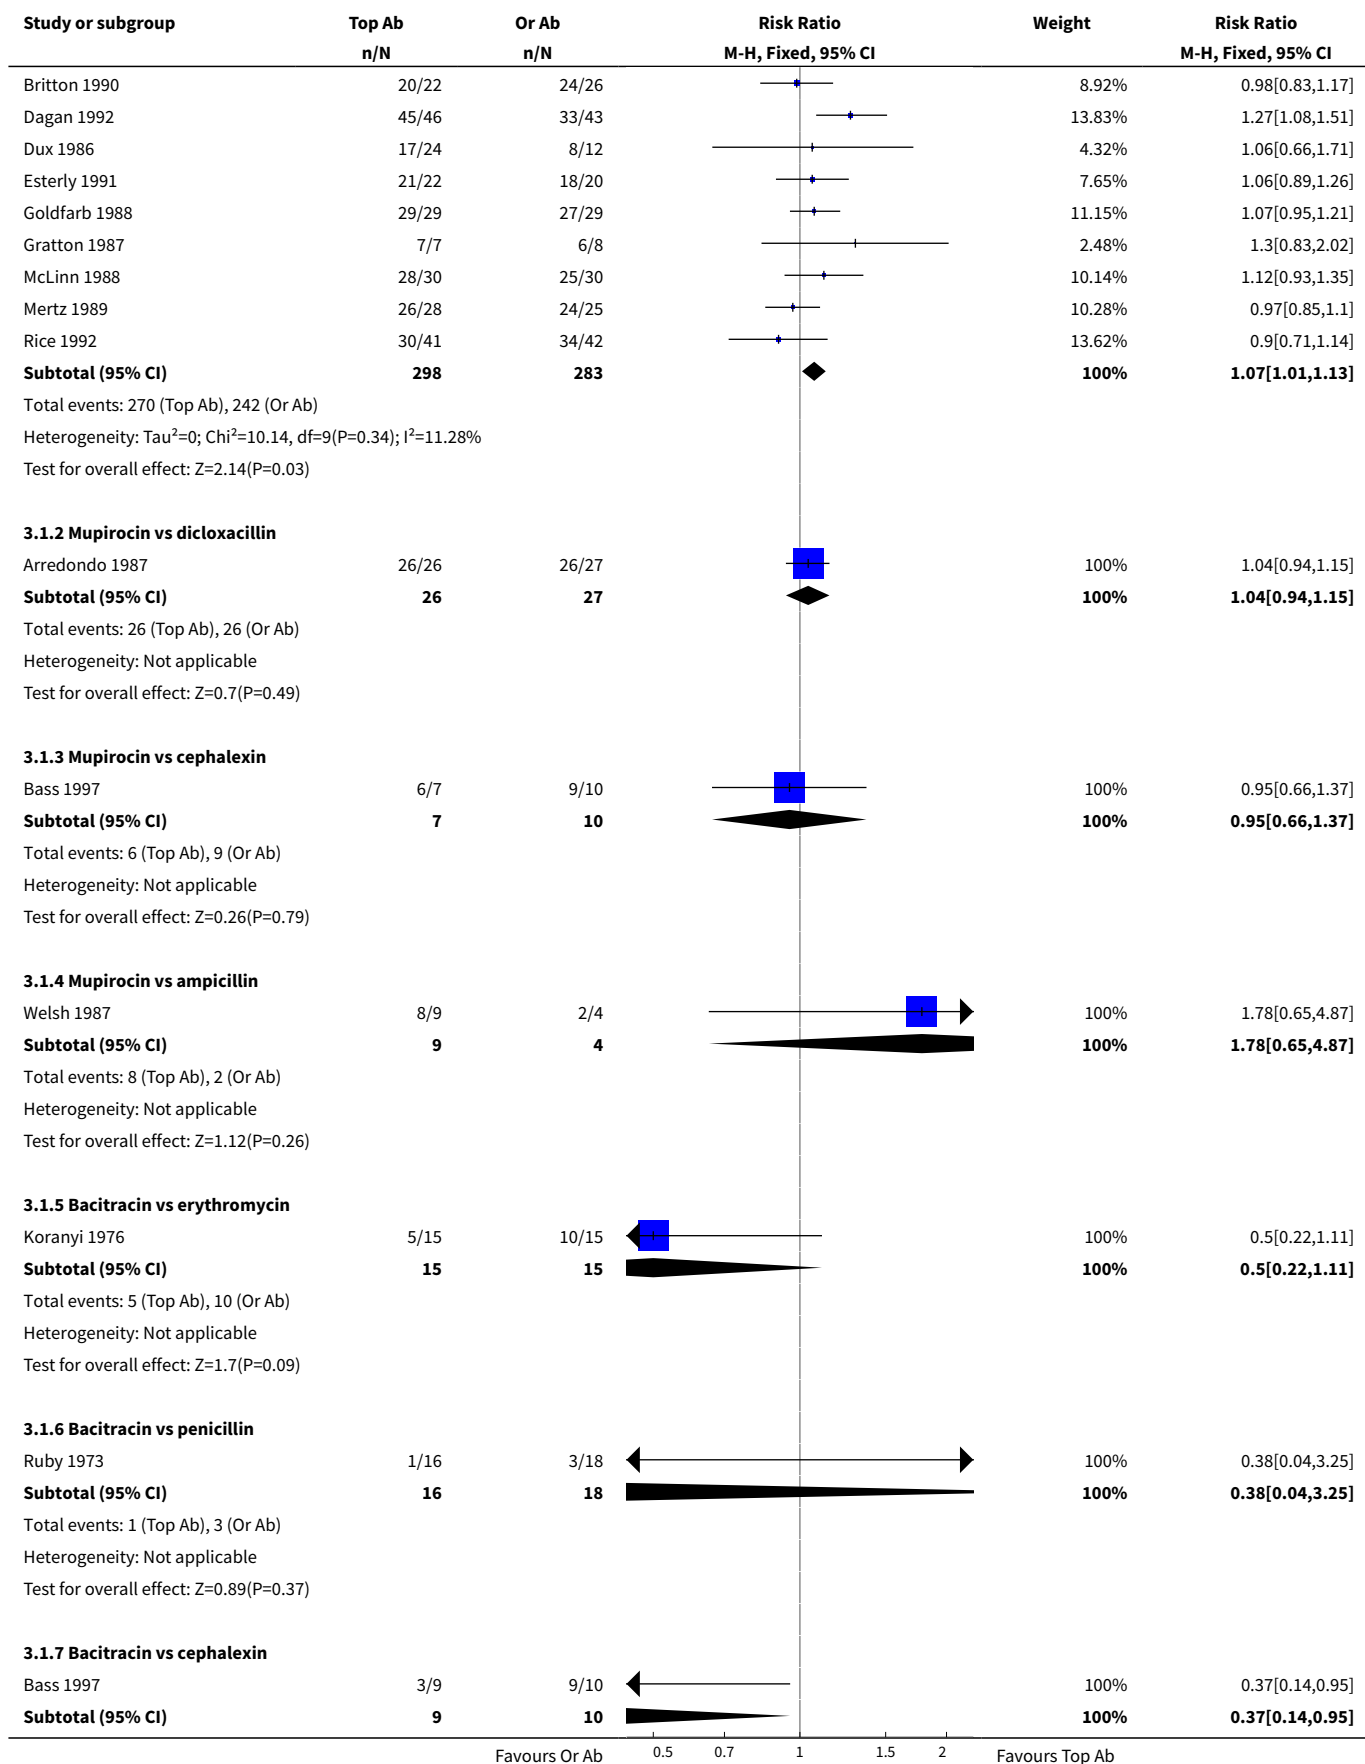 Study or subgroup Top Ab Or Ab Risk Ratio Weight Risk Ratio
n/N n/N M-H, Fixed, 95% CI M-H, Fixed, 95% CI
Britton 1990 20/22 24/26 8.92% 0.98[0.83,1.17]
Dagan 1992 45/46 33/43 13.83% 1.27[1.08,1.51]
Dux 1986 17/24 8/12 4.32% 1.06[0.66,1.71]
Esterly 1991 21/22 18/20 7.65% 1.06[0.89,1.26]
Goldfarb 1988 29/29 27/29 11.15% 1.07[0.95,1.21]
Gratton 1987 7/7 6/8 2.48% 1.3[0.83,2.02]
McLinn 1988 28/30 25/30 10.14% 1.12[0.93,1.35]
Mertz 1989 26/28 24/25 10.28% 0.97[0.85,1.1]
Rice 1992 30/41 34/42 13.62% 0.9[0.71,1.14]
Subtotal (95% CI) 298 283 100% 1.07[1.01,1.13]
Total events: 270 (Top Ab), 242 (Or Ab)
Heterogeneity: Tau²=0; Chi²=10.14, df=9(P=0.34); I²=11.28%
Test for overall effect: Z=2.14(P=0.03)
3.1.2 Mupirocin vs dicloxacillin
Arredondo 1987 26/26 26/27 100% 1.04[0.94,1.15]
Subtotal (95% CI) 26 27 100% 1.04[0.94,1.15]
Total events: 26 (Top Ab), 26 (Or Ab)
Heterogeneity: Not applicable
Test for overall effect: Z=0.7(P=0.49)
3.1.3 Mupirocin vs cephalexin
Bass 1997 6/7 9/10 100% 0.95[0.66,1.37]
Subtotal (95% CI) 7 10 100% 0.95[0.66,1.37]
Total events: 6 (Top Ab), 9 (Or Ab)
Heterogeneity: Not applicable
Test for overall effect: Z=0.26(P=0.79)
3.1.4 Mupirocin vs ampicillin
Welsh 1987 8/9 2/4 100% 1.78[0.65,4.87]
Subtotal (95% CI) 9 4 100% 1.78[0.65,4.87]
Total events: 8 (Top Ab), 2 (Or Ab)
Heterogeneity: Not applicable
Test for overall effect: Z=1.12(P=0.26)
3.1.5 Bacitracin vs erythromycin
Koranyi 1976 5/15 10/15 100% 0.5[0.22,1.11]
Subtotal (95% CI) 15 15 100% 0.5[0.22,1.11]
Total events: 5 (Top Ab), 10 (Or Ab)
Heterogeneity: Not applicable
Test for overall effect: Z=1.7(P=0.09)
3.1.6 Bacitracin vs penicillin
Ruby 1973 1/16 3/18 100% 0.38[0.04,3.25]
Subtotal (95% CI) 16 18 100% 0.38[0.04,3.25]
Total events: 1 (Top Ab), 3 (Or Ab)
Heterogeneity: Not applicable
Test for overall effect: Z=0.89(P=0.37)
3.1.7 Bacitracin vs cephalexin
Bass 1997 3/9 9/10 100% 0.37[0.14,0.95]
Subtotal (95% CI) 9 10 100% 0.37[0.14,0.95]
Favours Or Ab 0.5 0.7 1 1.5 2 Favours Top Ab